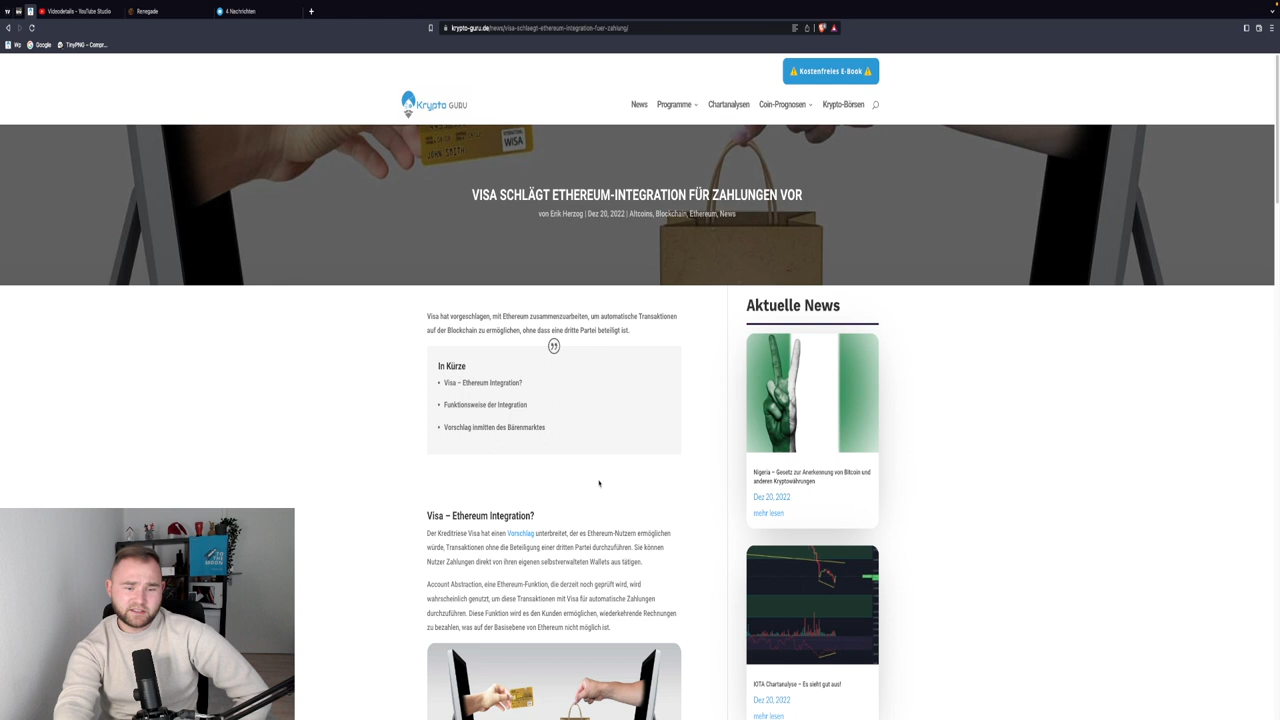 Videodetails - YouTube Studio
Renegade
4 Nachrichten
krypto-guru.de/news/visa-schlaegt-ethereum-integration-fuer-zahlung/
Wp
Google
TinyPNG – Compr...
Kostenfreies E-Book
Krypto GURU
News
Programme
Chartanalysen
Coin-Prognosen
Krypto-Börsen
VISA
JOHN SMITH
VISA SCHLÄGT ETHEREUM-INTEGRATION FÜR ZAHLUNGEN VOR
von Erik Herzog | Dez 20, 2022 | Altcoins, Blockchain, Ethereum, News
Visa hat vorgeschlagen, mit Ethereum zusammenzuarbeiten, um automatische Transaktionen
auf der Blockchain zu ermöglichen, ohne dass eine dritte Partei beteiligt ist.
In Kürze
• Visa – Ethereum Integration?
• Funktionsweise der Integration
• Vorschlag inmitten des Bärenmarktes
Visa – Ethereum Integration?
Der Kreditriese Visa hat einen Vorschlag unterbreitet, der es Ethereum-Nutzern ermöglichen
würde, Transaktionen ohne die Beteiligung einer dritten Partei durchzuführen. Sie können
Nutzer Zahlungen direkt von ihren eigenen selbstverwalteten Wallets aus tätigen.
Account Abstraction, eine Ethereum-Funktion, die derzeit noch geprüft wird, wird
wahrscheinlich genutzt, um diese Transaktionen mit Visa für automatische Zahlungen
durchzuführen. Diese Funktion wird es den Kunden ermöglichen, wiederkehrende Rechnungen
zu bezahlen, was auf der Basisebene von Ethereum nicht möglich ist.
Aktuelle News
Nigeria – Gesetz zur Anerkennung von Bitcoin und
anderen Kryptowährungen
Dez 20, 2022
mehr lesen
IOTA Chartanalyse – Es sieht gut aus!
Dez 20, 2022
mehr lesen
TO THE
MOON